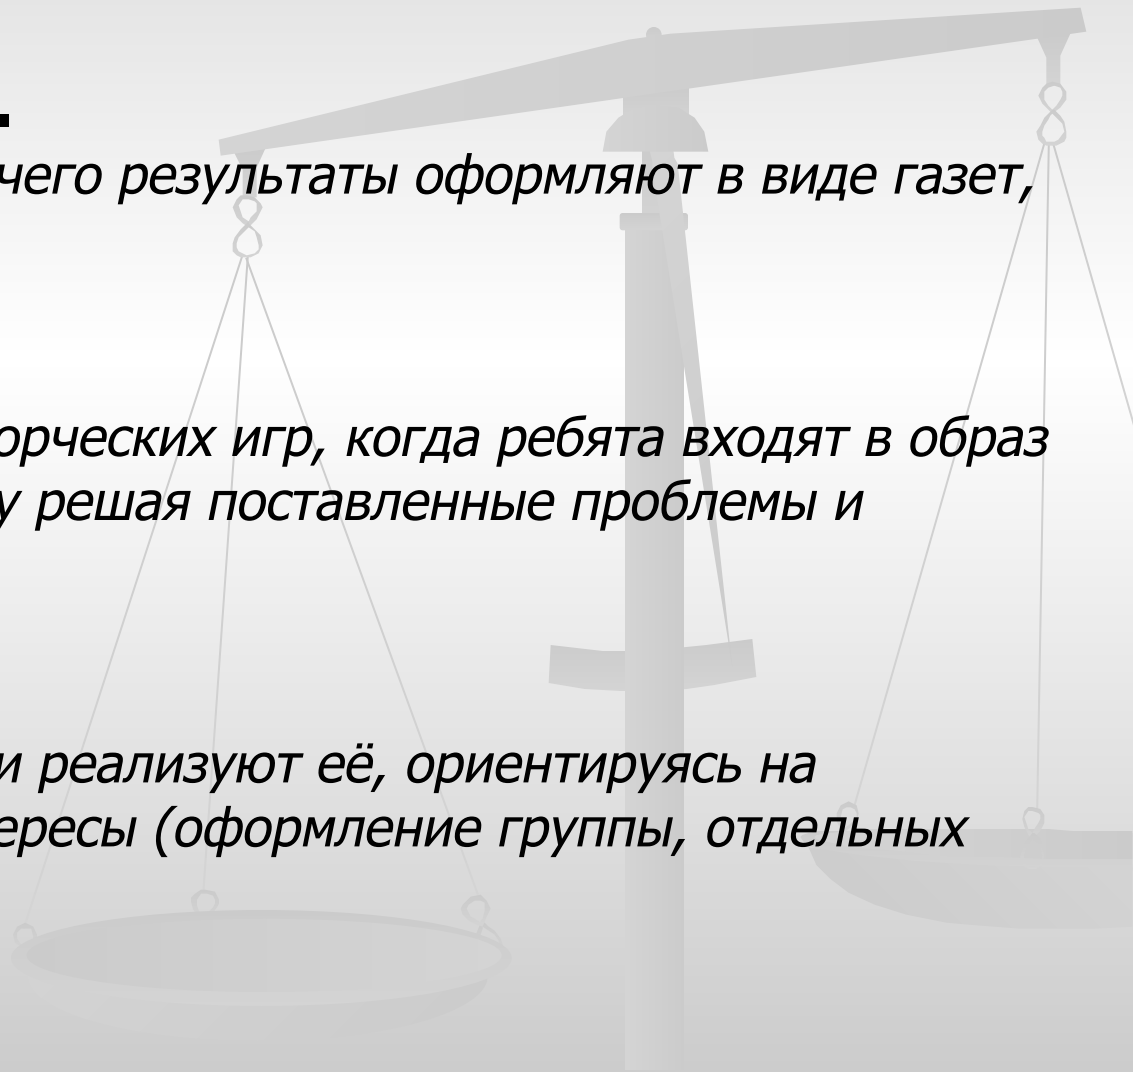 .
чего результаты оформляют в виде газет,
орческих игр, когда ребята входят в образ
у решая поставленные проблемы и
и реализуют её, ориентируясь на
ересы (оформление группы, отдельных